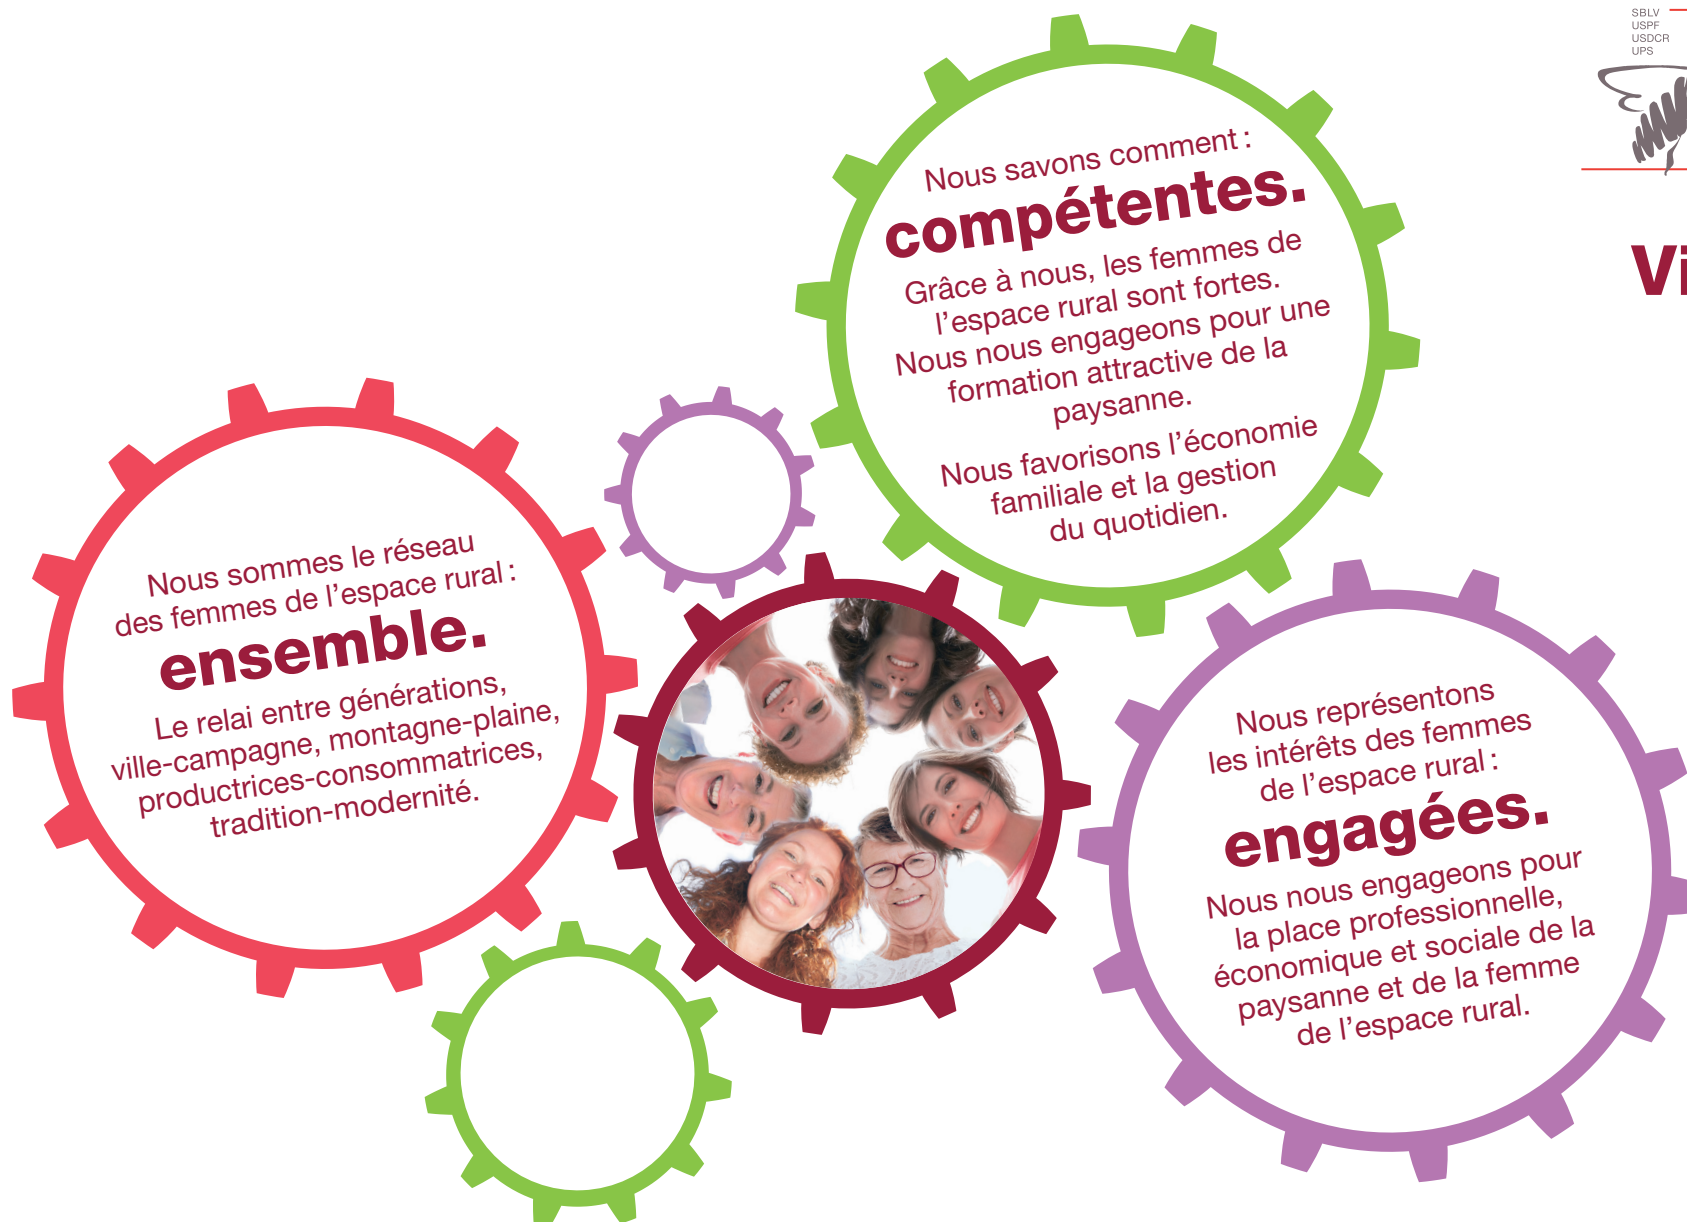 SBLV
USPF
USDCR
UPS
Nous savons comment :
compétentes.
Grâce à nous, les femmes de
l’espace rural sont fortes.
Nous nous engageons pour une
formation attractive de la
paysanne.
Nous favorisons l’économie
familiale et la gestion
du quotidien.
Nous sommes le réseau
des femmes de l’espace rural :
ensemble.
Le relai entre générations,
ville-campagne, montagne-plaine,
productrices-consommatrices,
tradition-modernité.
Nous représentons
les intérêts des femmes
de l’espace rural :
engagées.
Nous nous engageons pour
la place professionnelle,
économique et sociale de la
paysanne et de la femme
de l’espace rural.